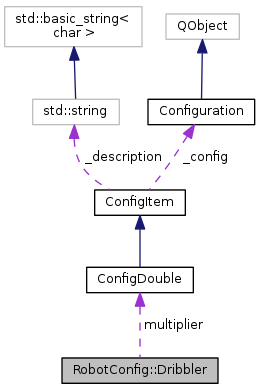 std::basic_string<
char >
QObject
std::string
Configuration
_description
_config
ConfigItem
ConfigDouble
multiplier
RobotConfig::Dribbler